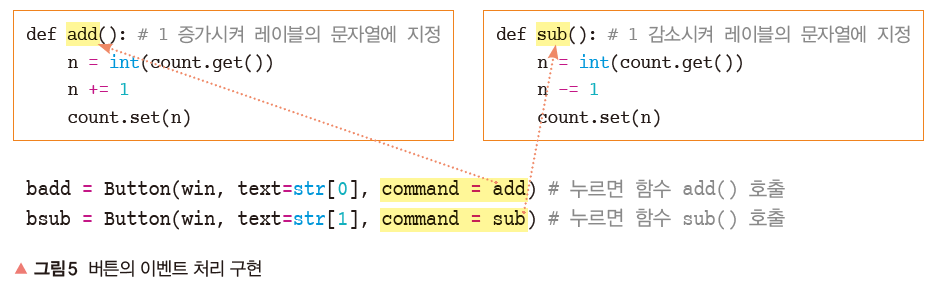 def add(): # 1 증가시켜 레이블의 문자열에 지정
n = int(count.get())
n += 1
count.set(n)
def sub(): # 1 감소시켜 레이블의 문자열에 지정
n = int(count.get())
n -= 1
count.set(n)
badd = Button(win, text=str[0], command = add) # 누르면 함수 add() 호출
bsub = Button(win, text=str[1], command = sub) # 누르면 함수 sub() 호출
▲ 그림5 버튼의 이벤트 처리 구현